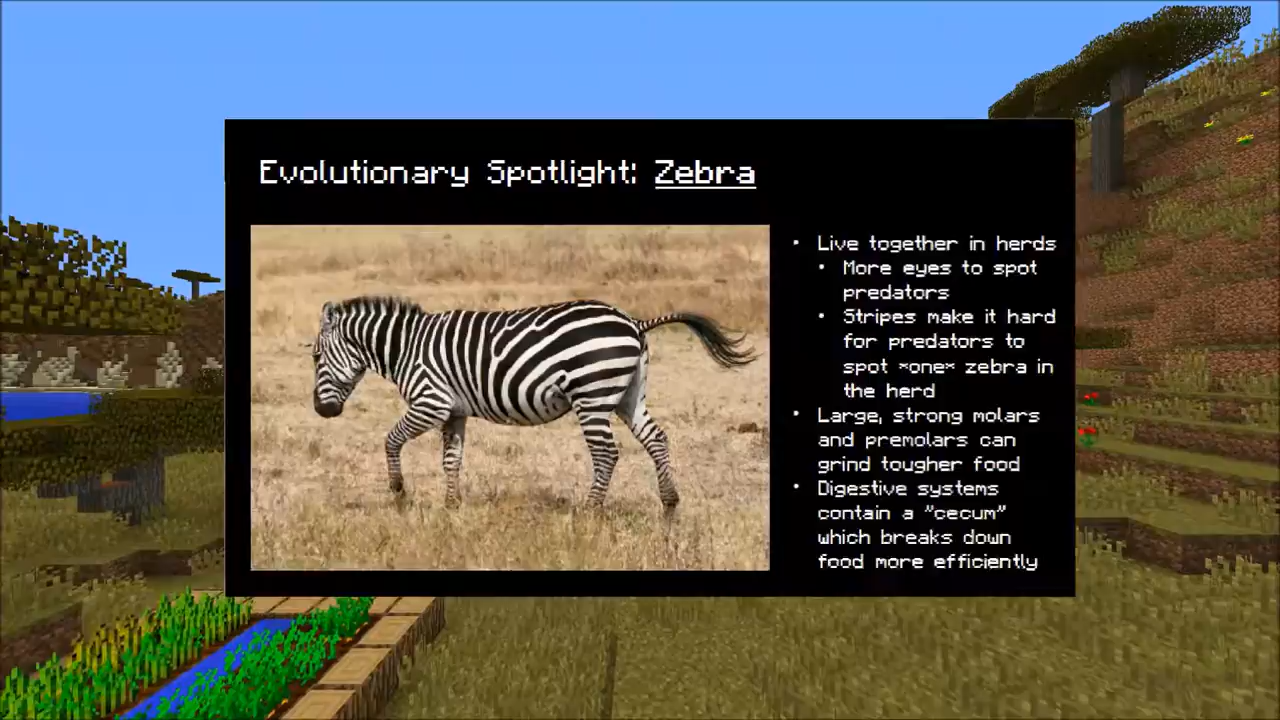 Evolutionary Spotlight: Zebra
• Live together in herds
• More eyes to spot
predators
• Stripes make it hard
for predators to
spot *one* zebra in
the herd
• Large, strong molars
and premolars can
grind tougher food
• Digestive systems
contain a "cecum"
which breaks down
food more efficiently